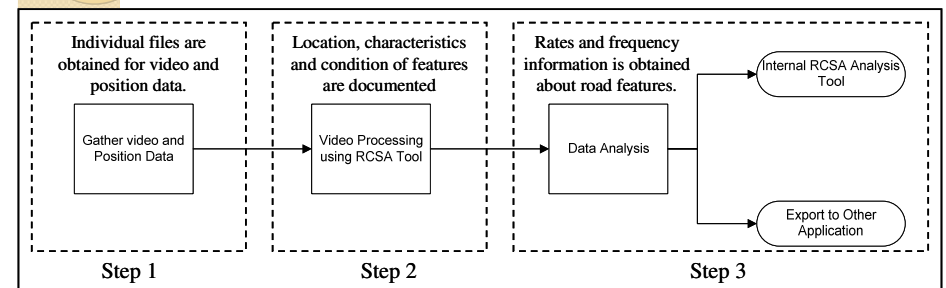 Individual files are
obtained for video and
position data.
Gather video and
Position Data
Step 1
Location, characteristics
and condition of features
are documented
Video Processing
using RCSA Tool
Step 2
Rates and frequency
information is obtained
about road features.
Data Analysis
Internal RCSA Analysis
Tool
Export to Other
Application
Step 3